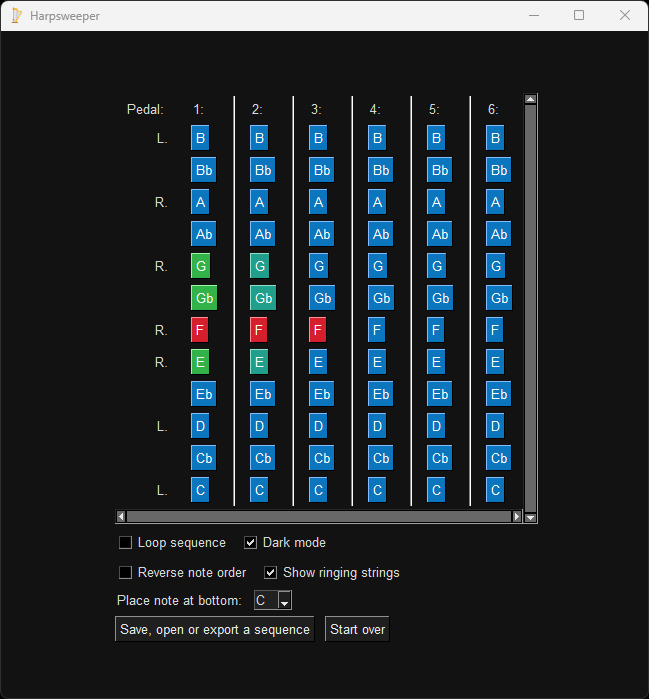 Harpsweeper
Pedal: 1: 2: 3: 4: 5: 6:
L. B B B B B B
Bb Bb Bb Bb Bb Bb
R. A A A A A A
Ab Ab Ab Ab Ab Ab
R. G G G G G G
Gb Gb Gb Gb Gb Gb
R. F F F F F F
R. E E E E E E
Eb Eb Eb Eb Eb Eb
L. D D D D D D
Cb Cb Cb Cb Cb Cb
L. C C C C C C
Loop sequence Dark mode
Reverse note order Show ringing strings
Place note at bottom: C
Save, open or export a sequence Start over